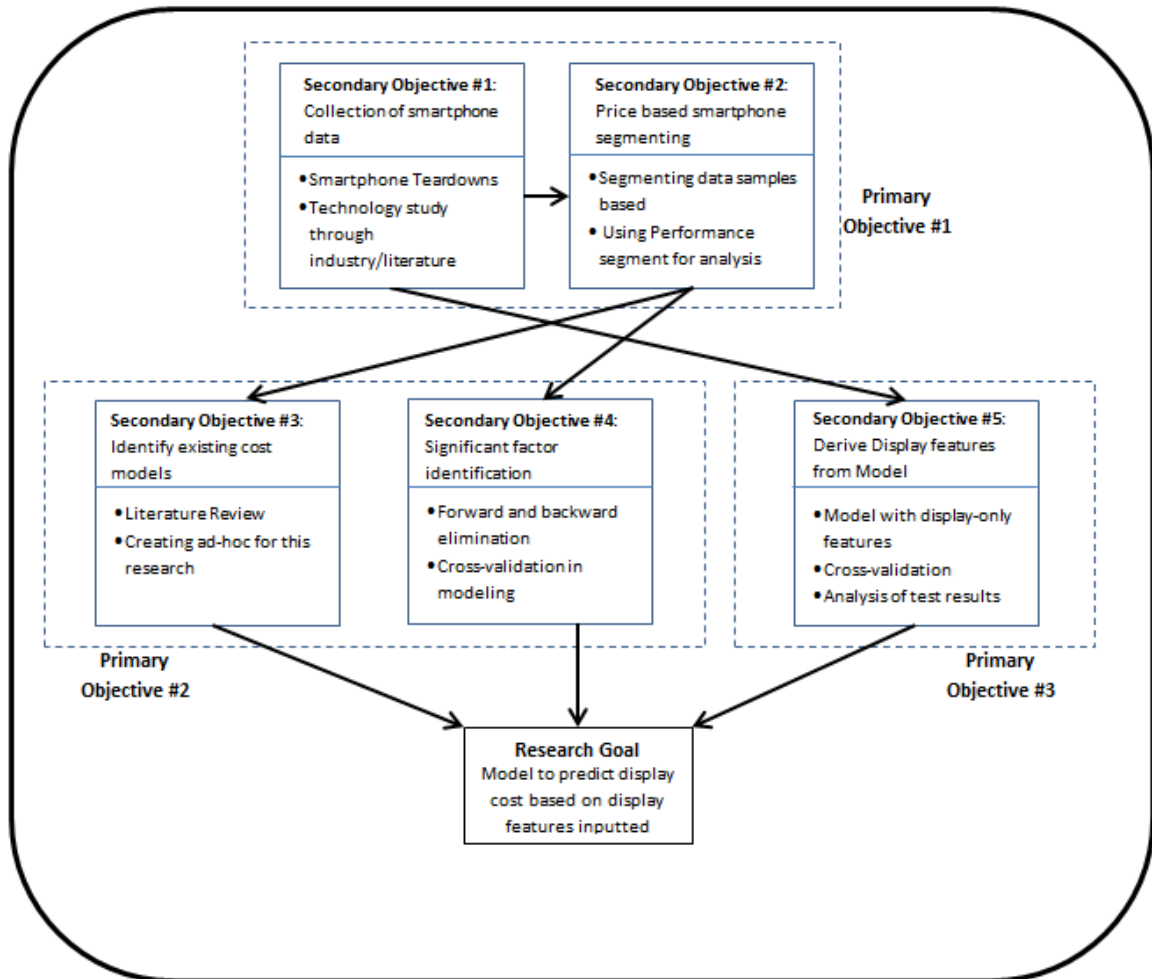 Secondary Objective #1:
Collection of smartphone
data
•Smartphone Teardowns
•Technology study
through
industry/literature
Secondary Objective #2:
Price based smartphone
segmenting
•Segmenting data samples
based
• Using Performance
segment for analysis
Primary
Objective #1
Secondary Objective #3:
Identify existing cost
models
•Literature Review
•Creating ad-hoc for this
research
Secondary Objective #4:
Significant factor
identification
•Forward and backward
elimination
•Cross-validation in
modeling
Primary
Objective #2
Secondary Objective #5:
Derive Display features
from Model
•Model with display-only
features
•Cross-validation
•Analysis of test results
Primary
Objective #3
Research Goal
Model to predict display
cost based on display
features inputted